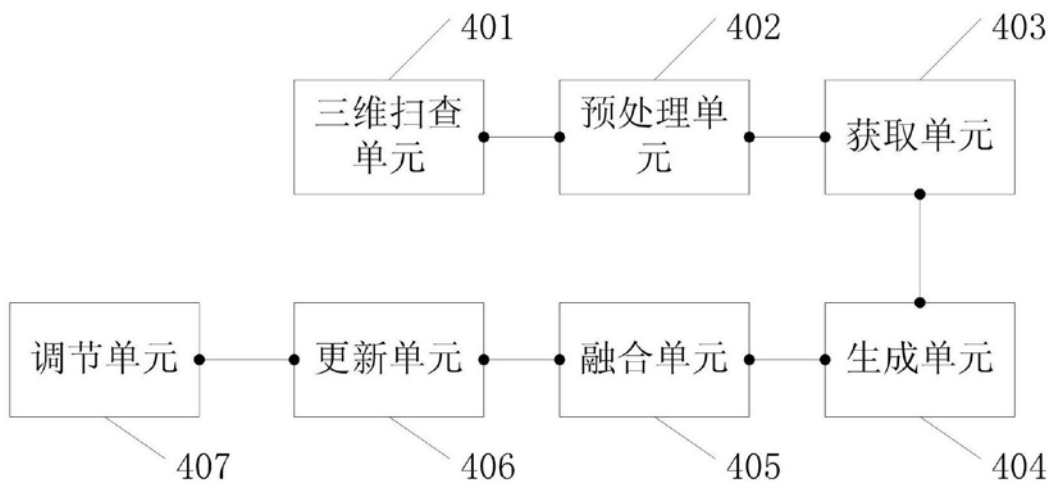 401
402
403
三维扫查
单元
预处理单
元
获取单元
调节单元
更新单元
融合单元
生成单元
407
406
405
404